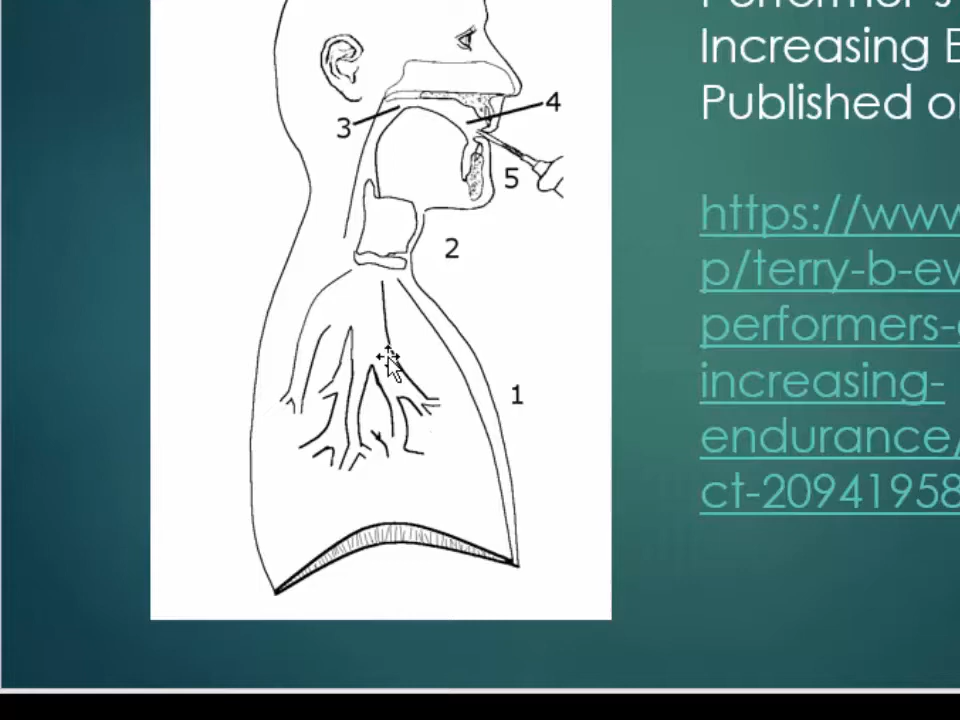 4
3
5
2
1
Increasing
Published
https://www
p/terry-b-ev
performers-
increasing-
endurance/
ct-20941958